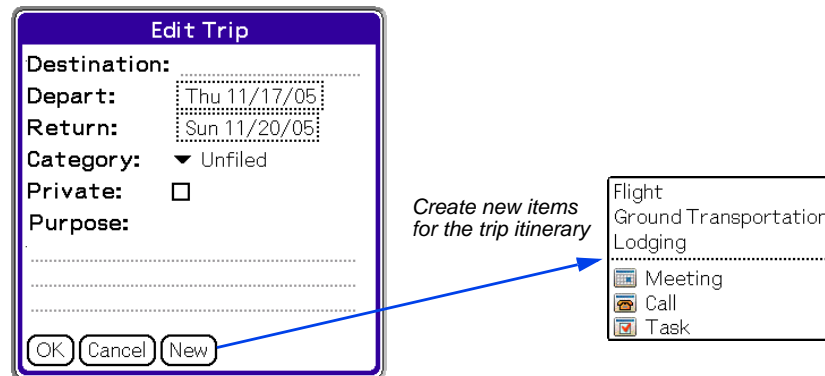 Edit Trip
Destination:
Depart: Thu 11/17/05
Return: Sun 11/20/05
Category: Unfiled
Private:
Purpose:
OK Cancel New
Create new items
for the trip itinerary
Flight
Ground Transportation
Lodging
Meeting
Call
Task